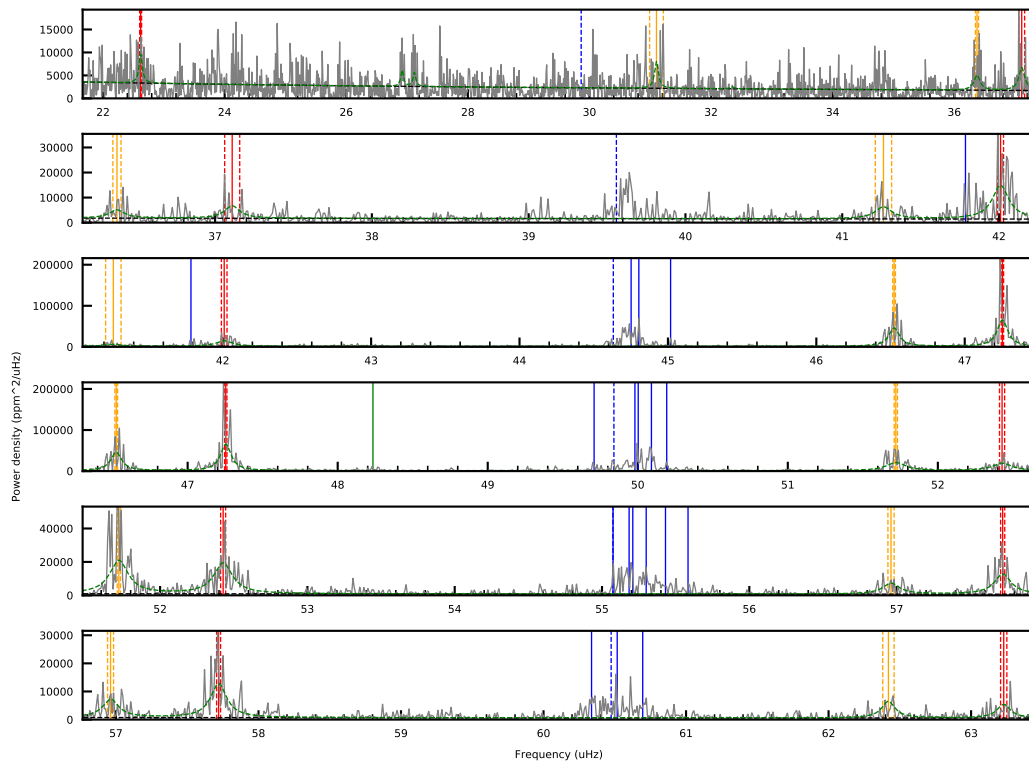 15000
10000
5000
0
22 24 26 28 30 32 34 36
30000
20000
10000
0
37 38 39 40 41 42
200000
100000
0
42 43 44 45 46 47
200000
100000
0
47 48 49 50 51 52
40000
20000
0
52 53 54 55 56 57
30000
20000
10000
0
57 58 59 60 61 62 63
Power density (ppm^2/uHz)
Frequency (uHz)